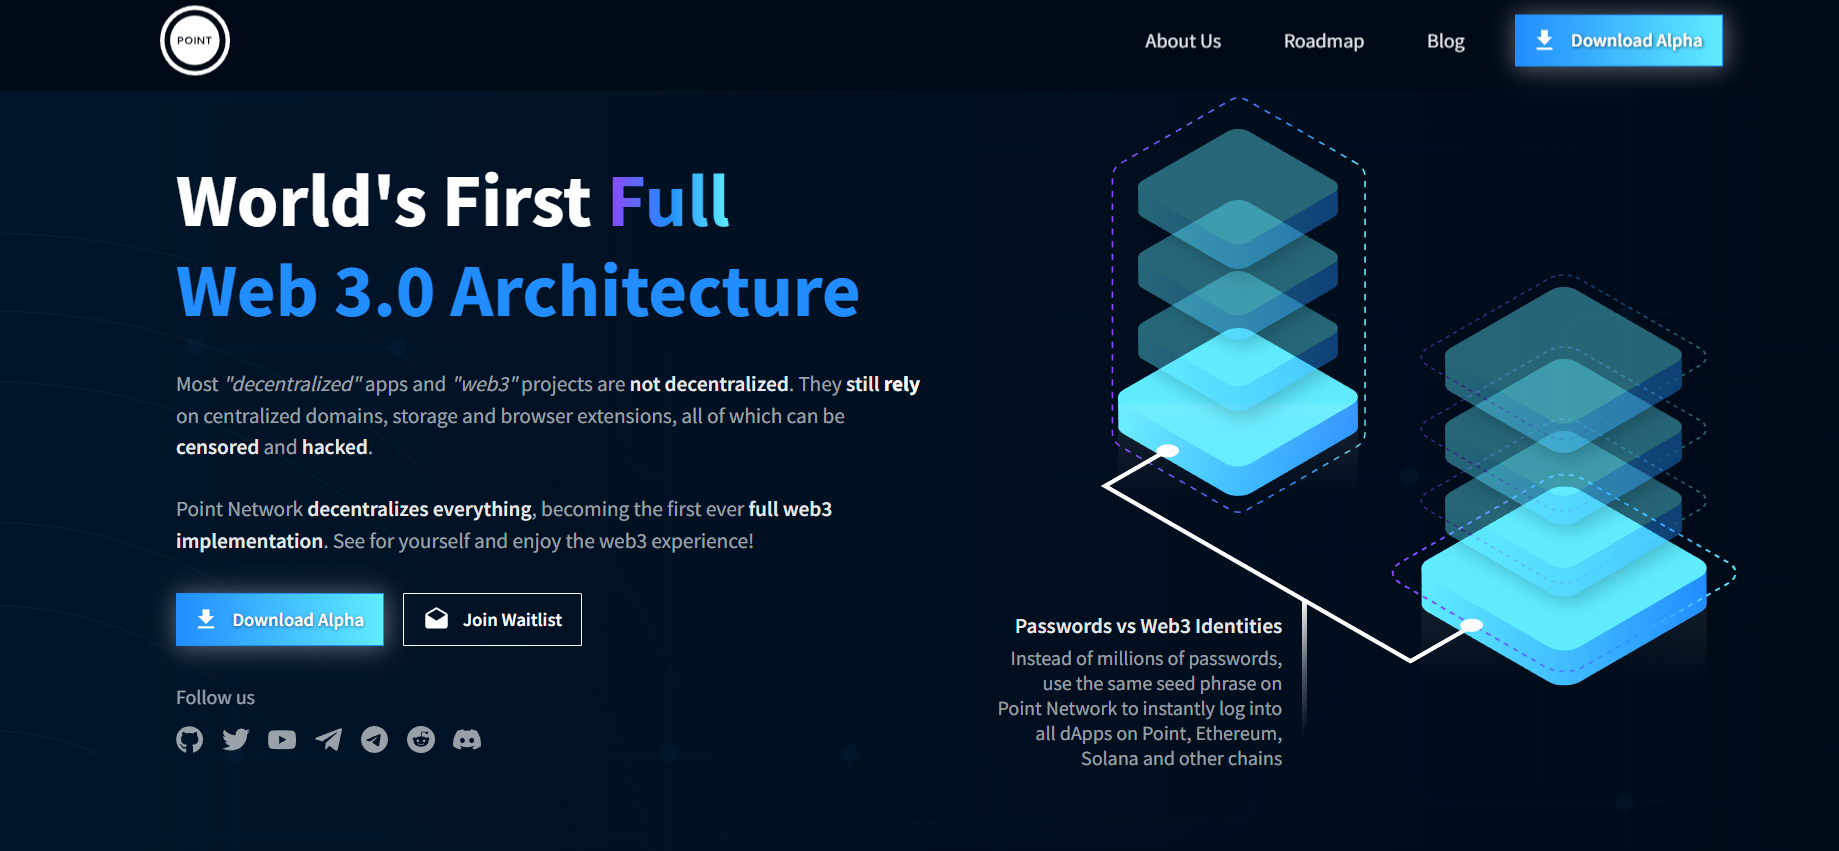 POINT
About Us
Roadmap
Blog
Download Alpha
World's First Full
Web 3.0 Architecture
Most "decentralized" apps and "web3" projects are not decentralized. They still rely
on centralized domains, storage and browser extensions, all of which can be
censored and hacked.
Point Network decentralizes everything, becoming the first ever full web3
implementation. See for yourself and enjoy the web3 experience!
Download Alpha
Join Waitlist
Follow us
Passwords vs Web3 Identities
Instead of millions of passwords,
use the same seed phrase on
Point Network to instantly log into
all dApps on Point, Ethereum,
Solana and other chains